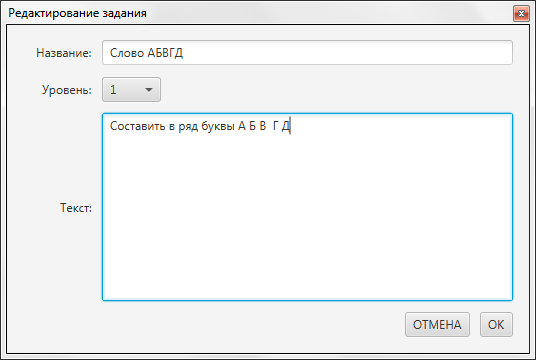 Редактирование задания
Название: Слово АБВГД
Уровень: 1
Составить в ряд буквы А Б В  Г Д
Текст:
ОТМЕНА OK